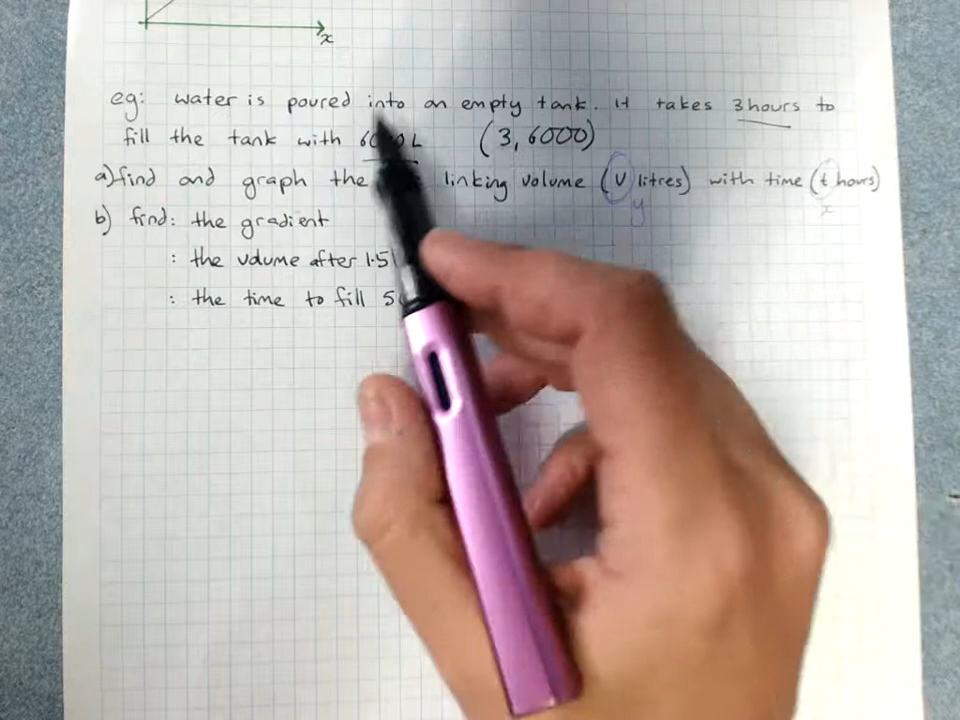 x
eg: water is poured into an empty tank. It takes 3 hours to
fill the tank with 6000L (3, 6000)
a) find and graph the linking volume (V litres) with time (t hours)
y x
b) find: the gradient
: the volume after 1.5
: the time to fill 5